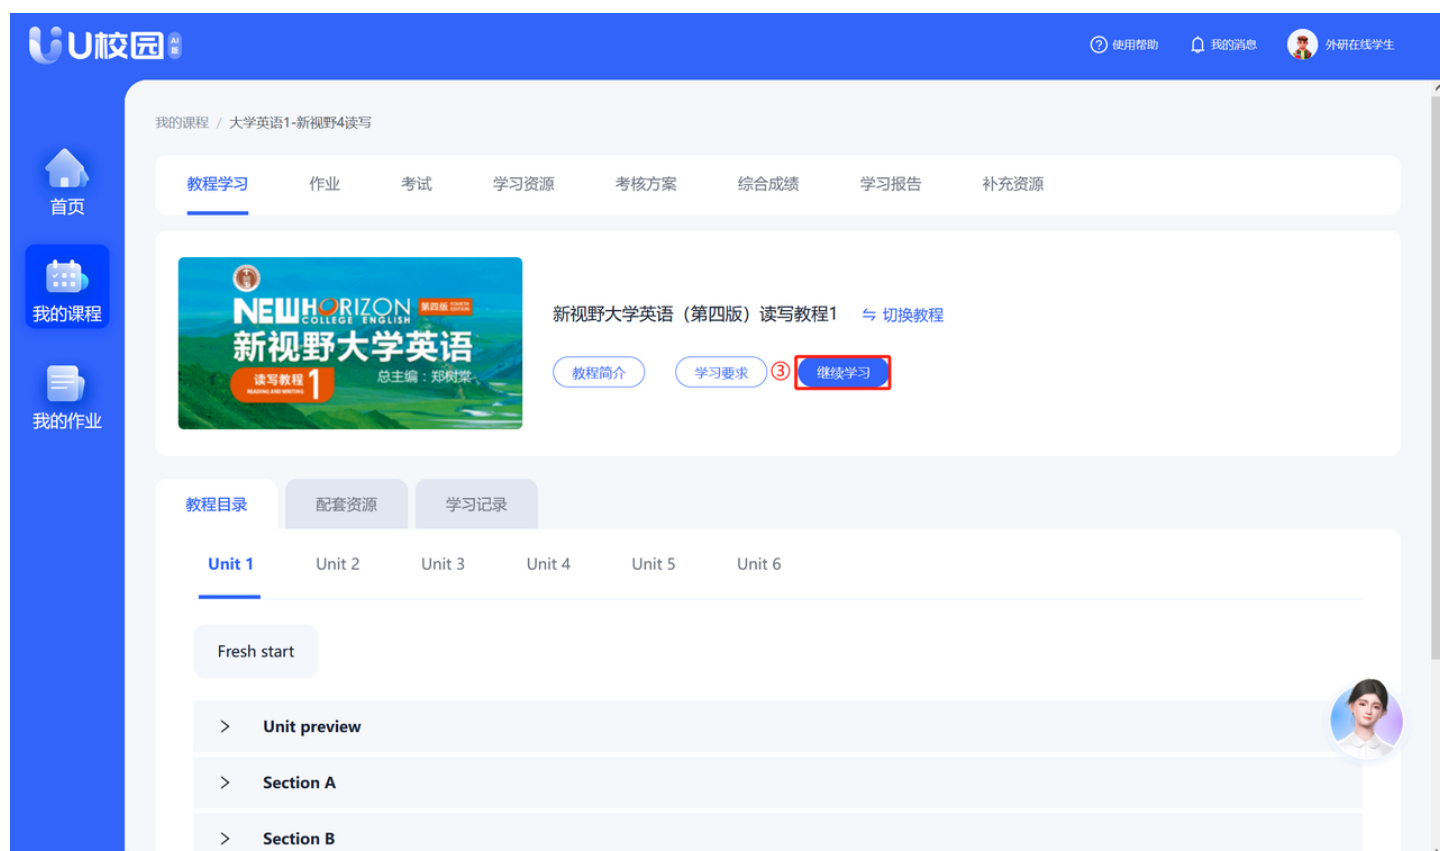 U校园 AI版
使用帮助 我的消息 外研在线学生
我的课程 / 大学英语1-新视野4读写
首页
我的课程
我的作业
教程学习 作业 考试 学习资源 考核方案 综合成绩 学习报告 补充资源
NEW HORIZON 第四版 FOURTH EDITION
COLLEGE ENGLISH
新视野大学英语
读写教程 1 总主编：郑树棠
READING AND WRITING
新视野大学英语（第四版）读写教程1 切换教程
教程简介 学习要求 ③ 继续学习
教程目录 配套资源 学习记录
Unit 1 Unit 2 Unit 3 Unit 4 Unit 5 Unit 6
Fresh start
> Unit preview
> Section A
> Section B